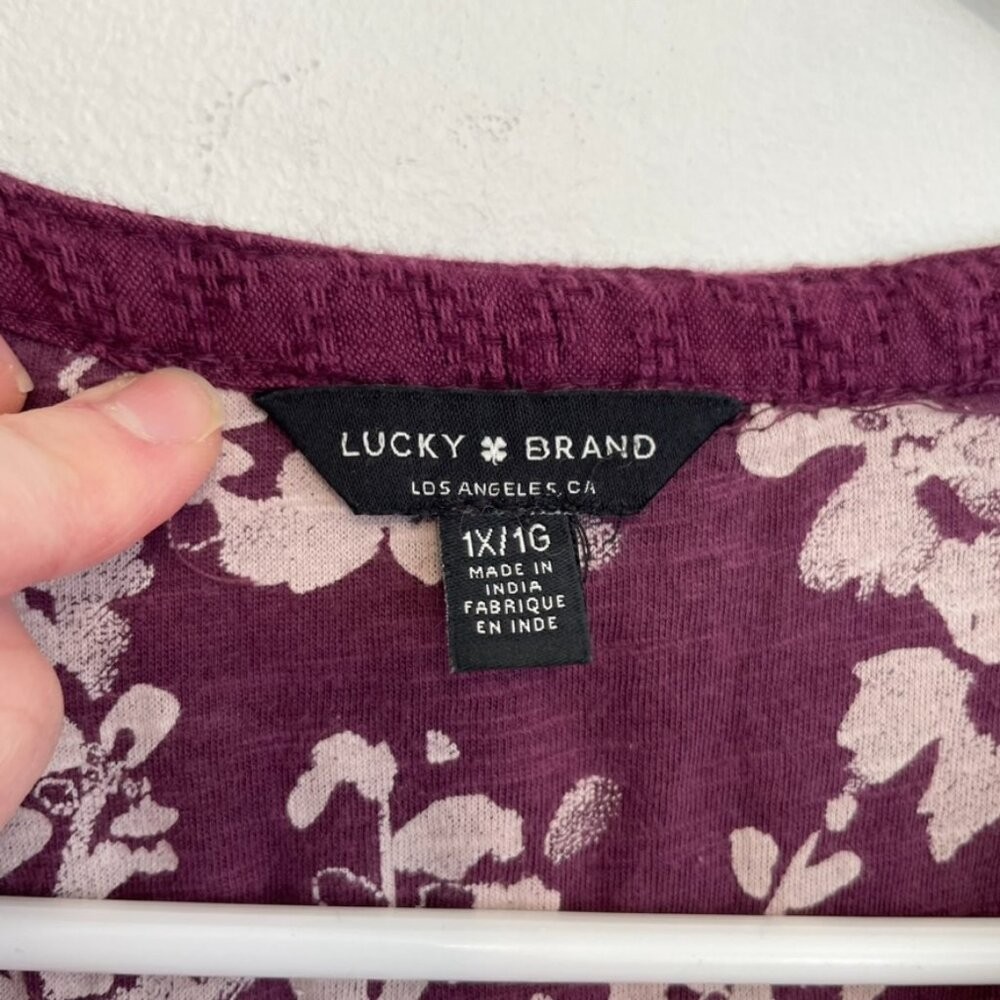 LUCKY BRAND
LOS ANGELES, CA
1X/1G
MADE IN
INDIA
FABRIQUE
EN INDE